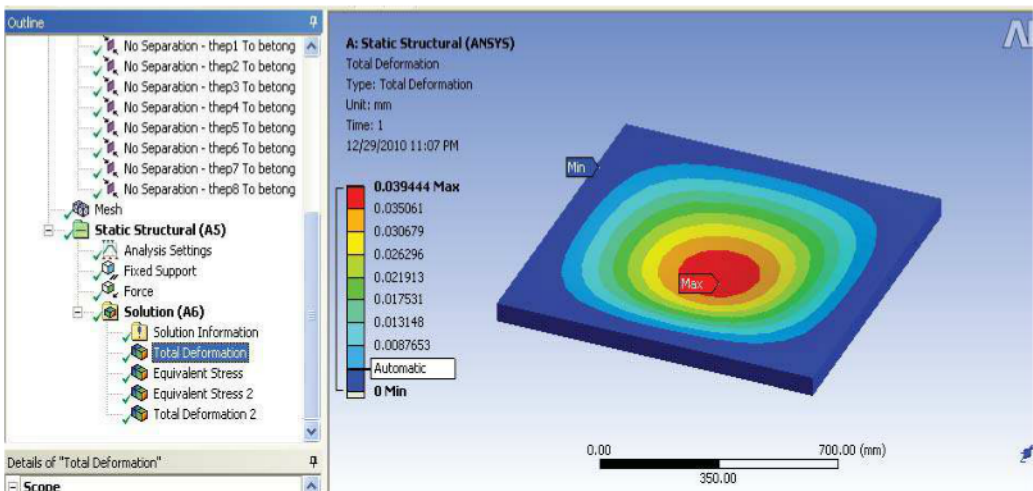 Outline
No Separation - thep1 To betong
No Separation - thep2 To betong
No Separation - thep3 To betong
No Separation - thep4 To betong
No Separation - thep5 To betong
No Separation - thep6 To betong
No Separation - thep7 To betong
No Separation - thep8 To betong
Mesh
Static Structural (A5)
Analysis Settings
Fixed Support
Force
Solution (A6)
Solution Information
Total Deformation
Equivalent Stress
Equivalent Stress 2
Total Deformation 2
Details of "Total Deformation"
Scope
A: Static Structural (ANSYS)
Total Deformation
Type: Total Deformation
Unit: mm
Time: 1
12/29/2010 11:07 PM
0.039444 Max
0.035061
0.030679
0.026296
0.021913
0.017531
0.013148
0.0087653
Automatic
0 Min
Min
Max
0.00
700.00 (mm)
350.00